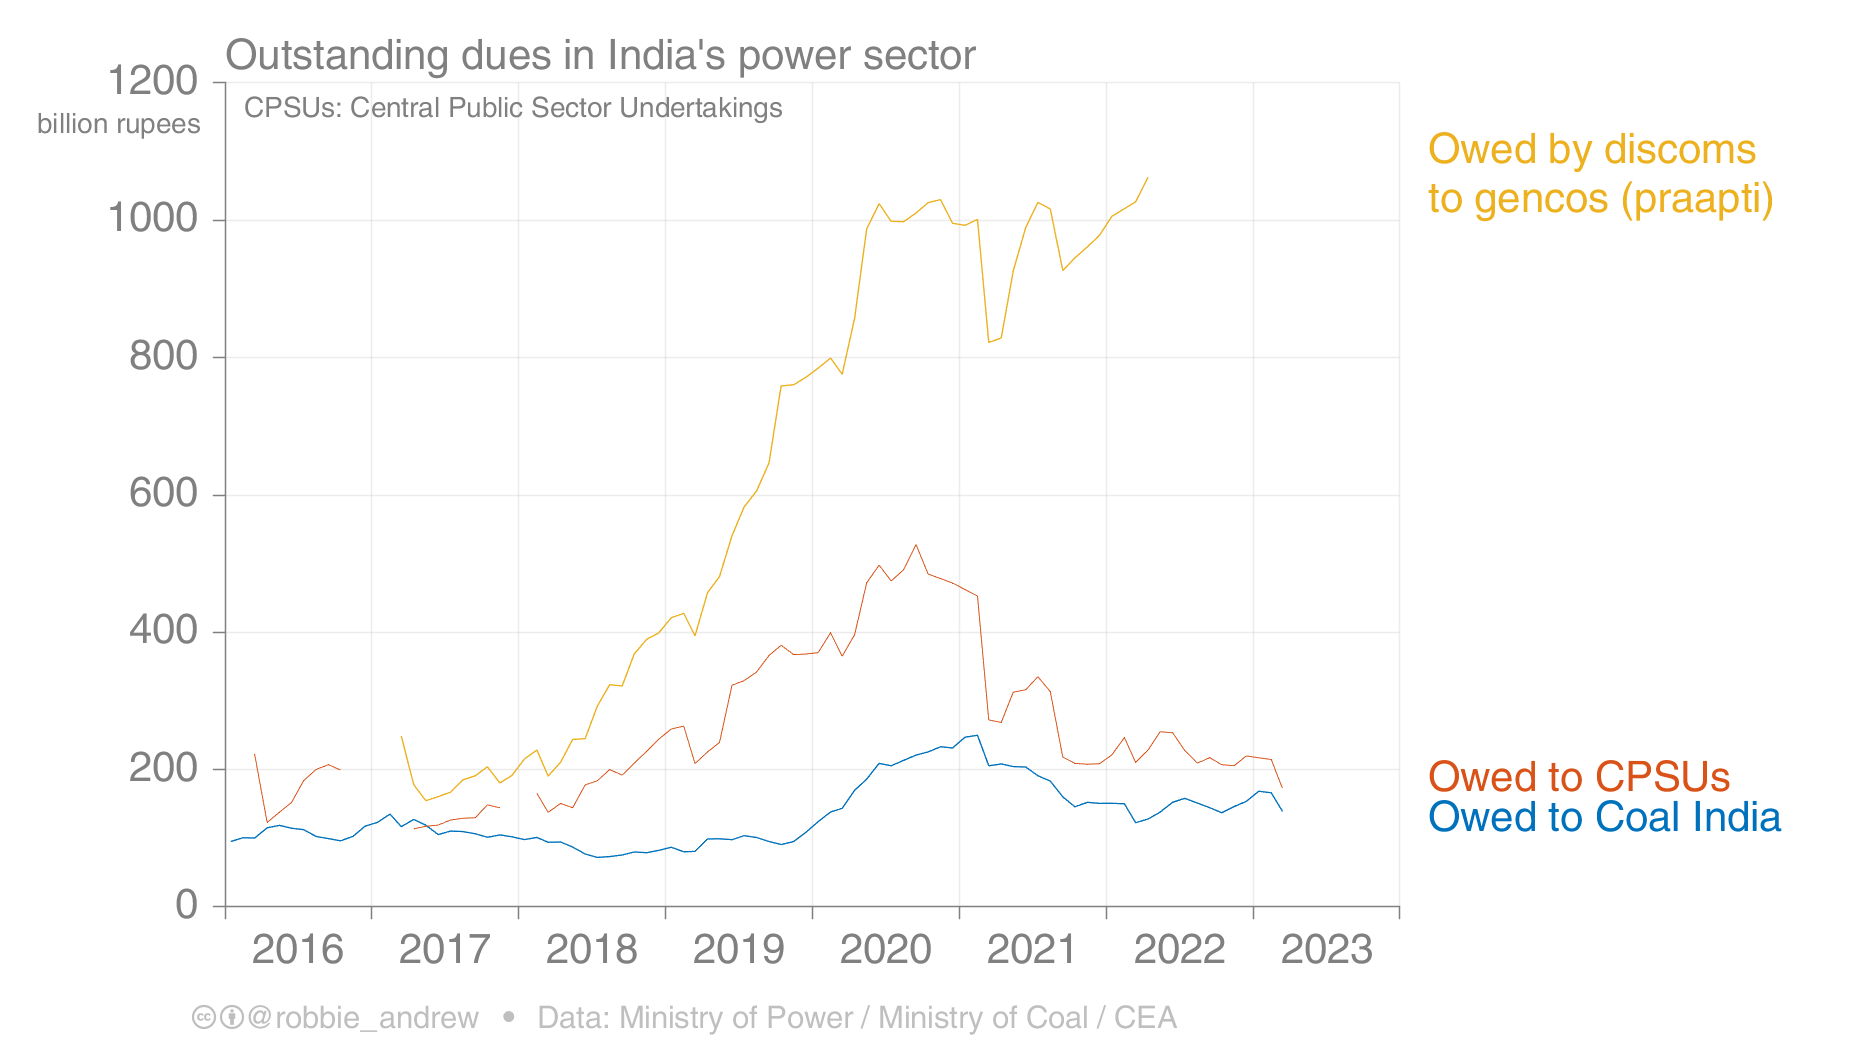 Outstanding dues in India's power sector
1200
billion rupees
CPSUs: Central Public Sector Undertakings
Owed by discoms
to gencos (praapti)
1000
800
600
400
200
0
Owed to CPSUs
Owed to Coal India
2016 2017 2018 2019 2020 2021 2022 2023
cc @robbie_andrew • Data: Ministry of Power / Ministry of Coal / CEA